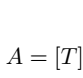 A = [T]